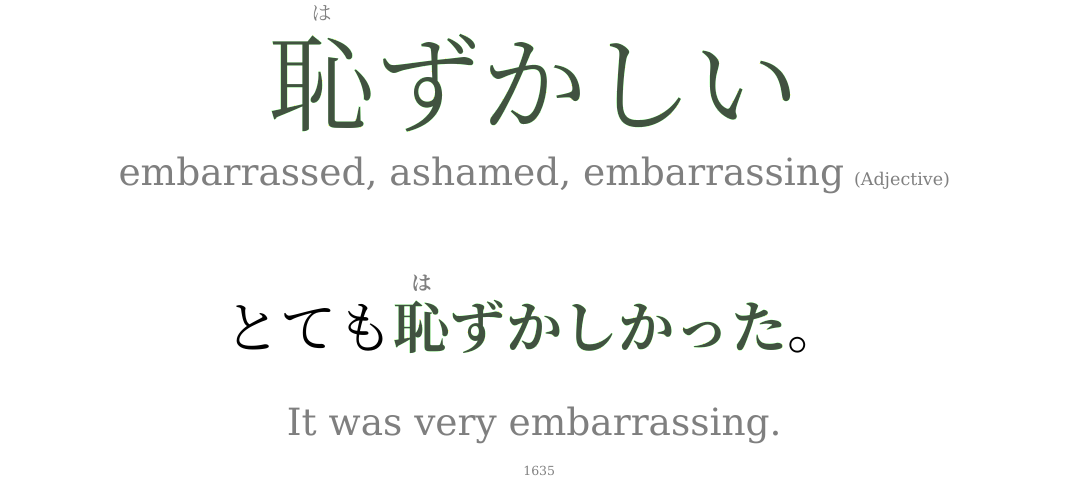 は
恥ずかしい
embarrassed, ashamed, embarrassing (Adjective)
は
とても恥ずかしかった。
It was very embarrassing.
1635